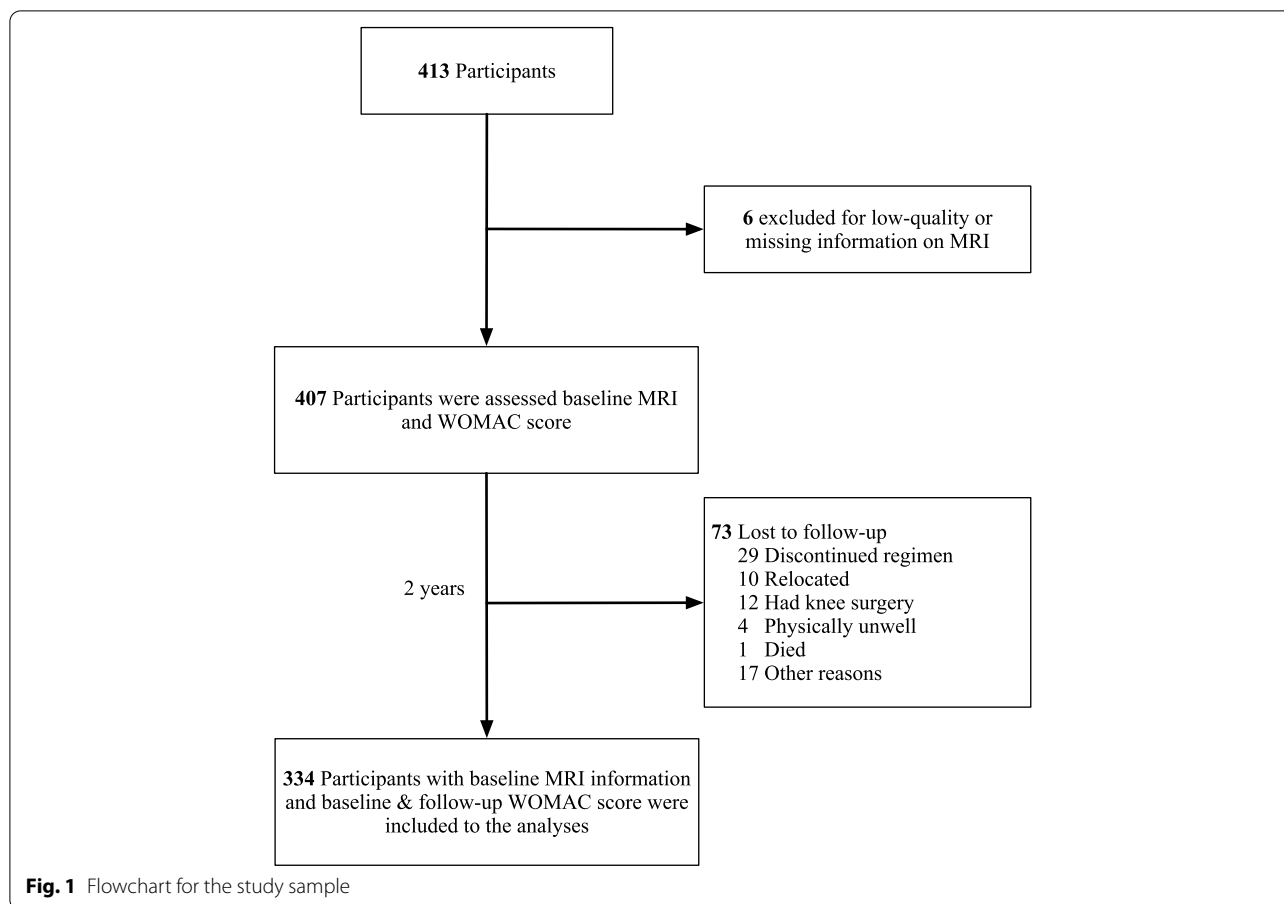 413 Participants
6 excluded for low-quality or
missing information on MRI
407 Participants were assessed baseline MRI
and WOMAC score
2 years
73 Lost to follow-up
29 Discontinued regimen
10 Relocated
12 Had knee surgery
4 Physically unwell
1 Died
17 Other reasons
334 Participants with baseline MRI information
and baseline & follow-up WOMAC score were
included to the analyses
Fig. 1 Flowchart for the study sample